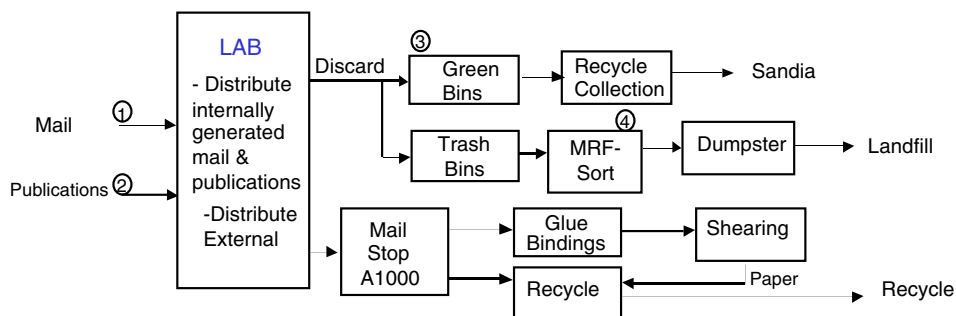 LAB
- Distribute
internally
generated
mail &
publications
-Distribute
External
Mail
1
Publications
2
Discard
3
Green
Bins
Recycle
Collection
Sandia
Trash
Bins
4
MRF-
Sort
Dumpster
Landfill
Mail
Stop
A1000
Glue
Bindings
Shearing
Paper
Recycle
Recycle